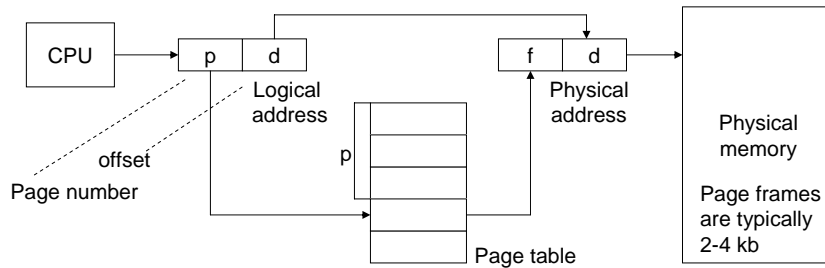 CPU
p
d
f
d
Logical
address
Physical
address
p
offset
Page number
Page table
Physical
memory
Page frames
are typically
2-4 kb